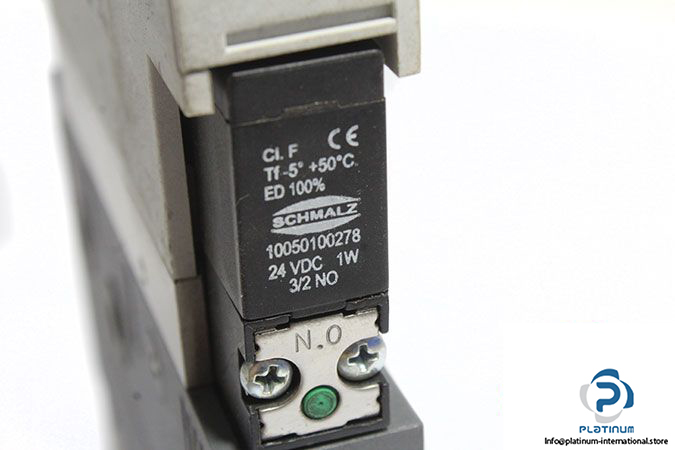 Cl. F CE
Tf -5° +50°C.
ED 100%
SCHMALZ
10050100278
24 VDC 1W
3/2 NO
N.O
PLATINUM
Info@platinum-international.store